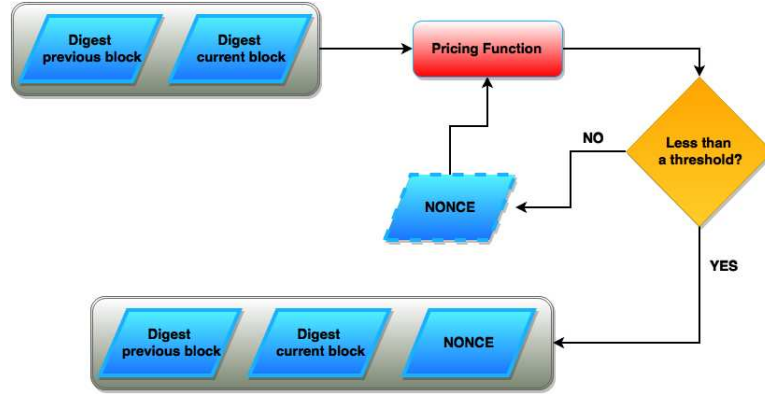 Digest
previous block
Digest
current block
Pricing Function
Less than
a threshold?
NO
NONCE
YES
Digest
previous block
Digest
current block
NONCE